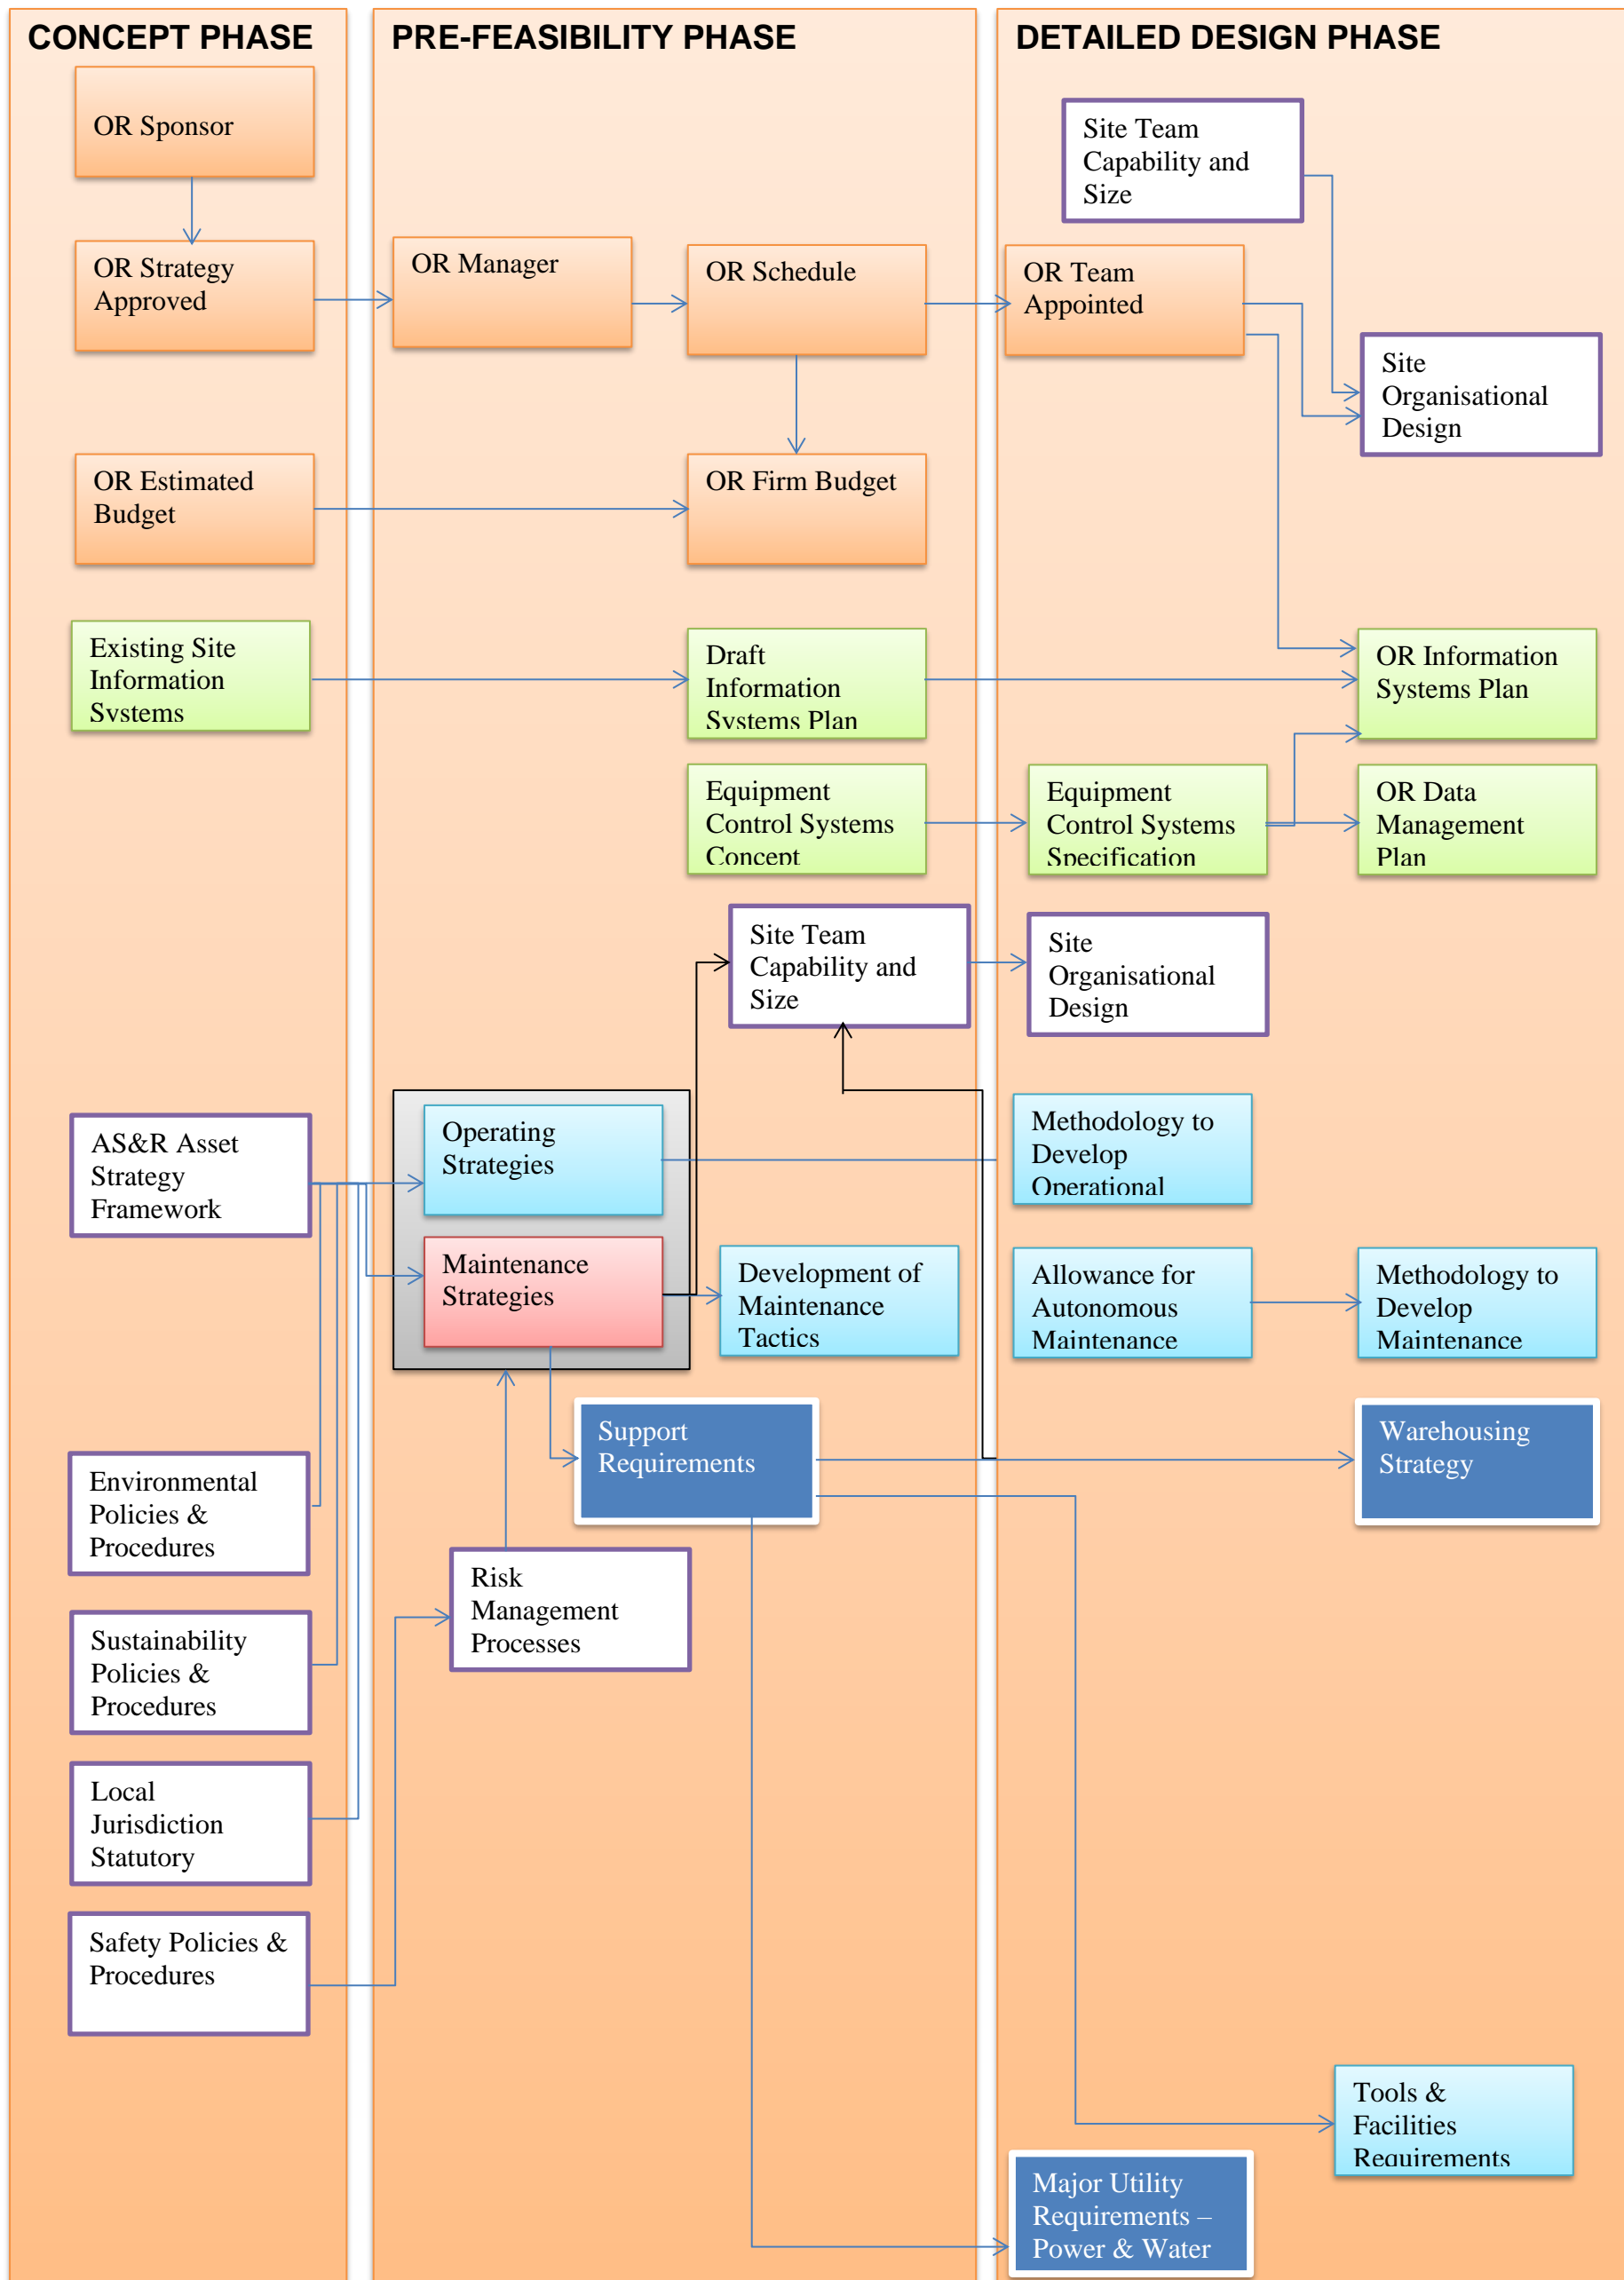 CONCEPT PHASE
PRE-FEASIBILITY PHASE
DETAILED DESIGN PHASE
OR Sponsor
Site Team
Capability and
Size
OR Strategy
Approved
OR Manager
OR Schedule
OR Team
Appointed
Site
Organisational
Design
OR Estimated
Budget
OR Firm Budget
Existing Site
Information
Systems
Draft
Information
Systems Plan
OR Information
Systems Plan
Equipment
Control Systems
Concept
Equipment
Control Systems
Specification
OR Data
Management
Plan
Site Team
Capability and
Size
Site
Organisational
Design
AS&R Asset
Strategy
Framework
Operating
Strategies
Methodology to
Develop
Operational
Maintenance
Strategies
Development of
Maintenance
Tactics
Allowance for
Autonomous
Maintenance
Methodology to
Develop
Maintenance
Support
Requirements
Warehousing
Strategy
Environmental
Policies &
Procedures
Risk
Management
Processes
Sustainability
Policies &
Procedures
Local
Jurisdiction
Statutory
Safety Policies &
Procedures
Tools &
Facilities
Requirements
Major Utility
Requirements –
Power & Water